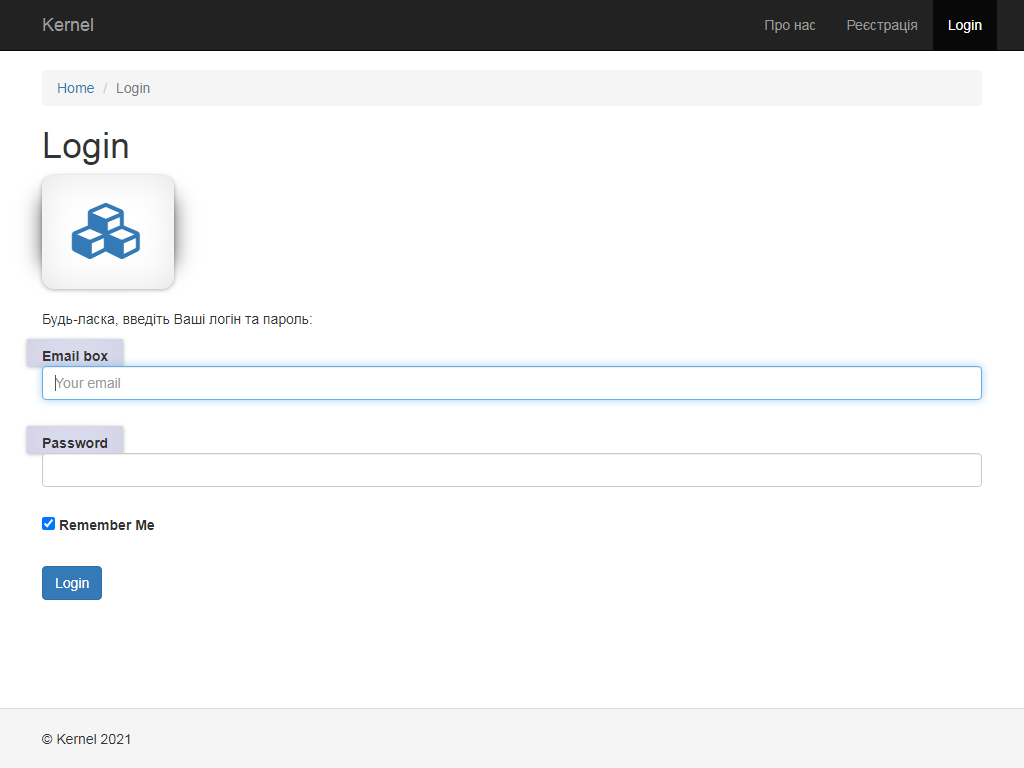 Kernel
Про нас
Реєстрація
Login
Home / Login
Login
Будь-ласка, введіть Ваші логін та пароль:
Email box
Your email
Password
Remember Me
Login
© Kernel 2021